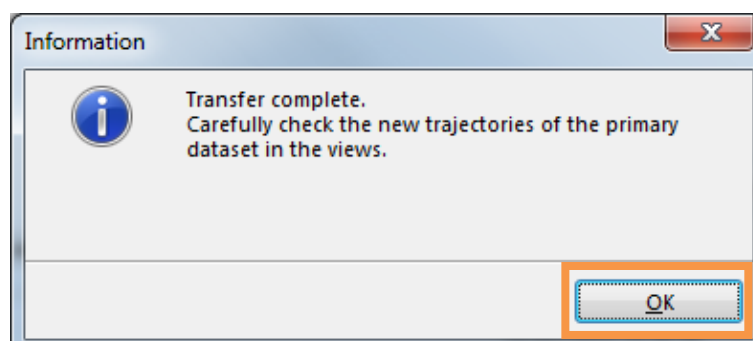 Information
Transfer complete.
Carefully check the new trajectories of the primary
dataset in the views.
OK